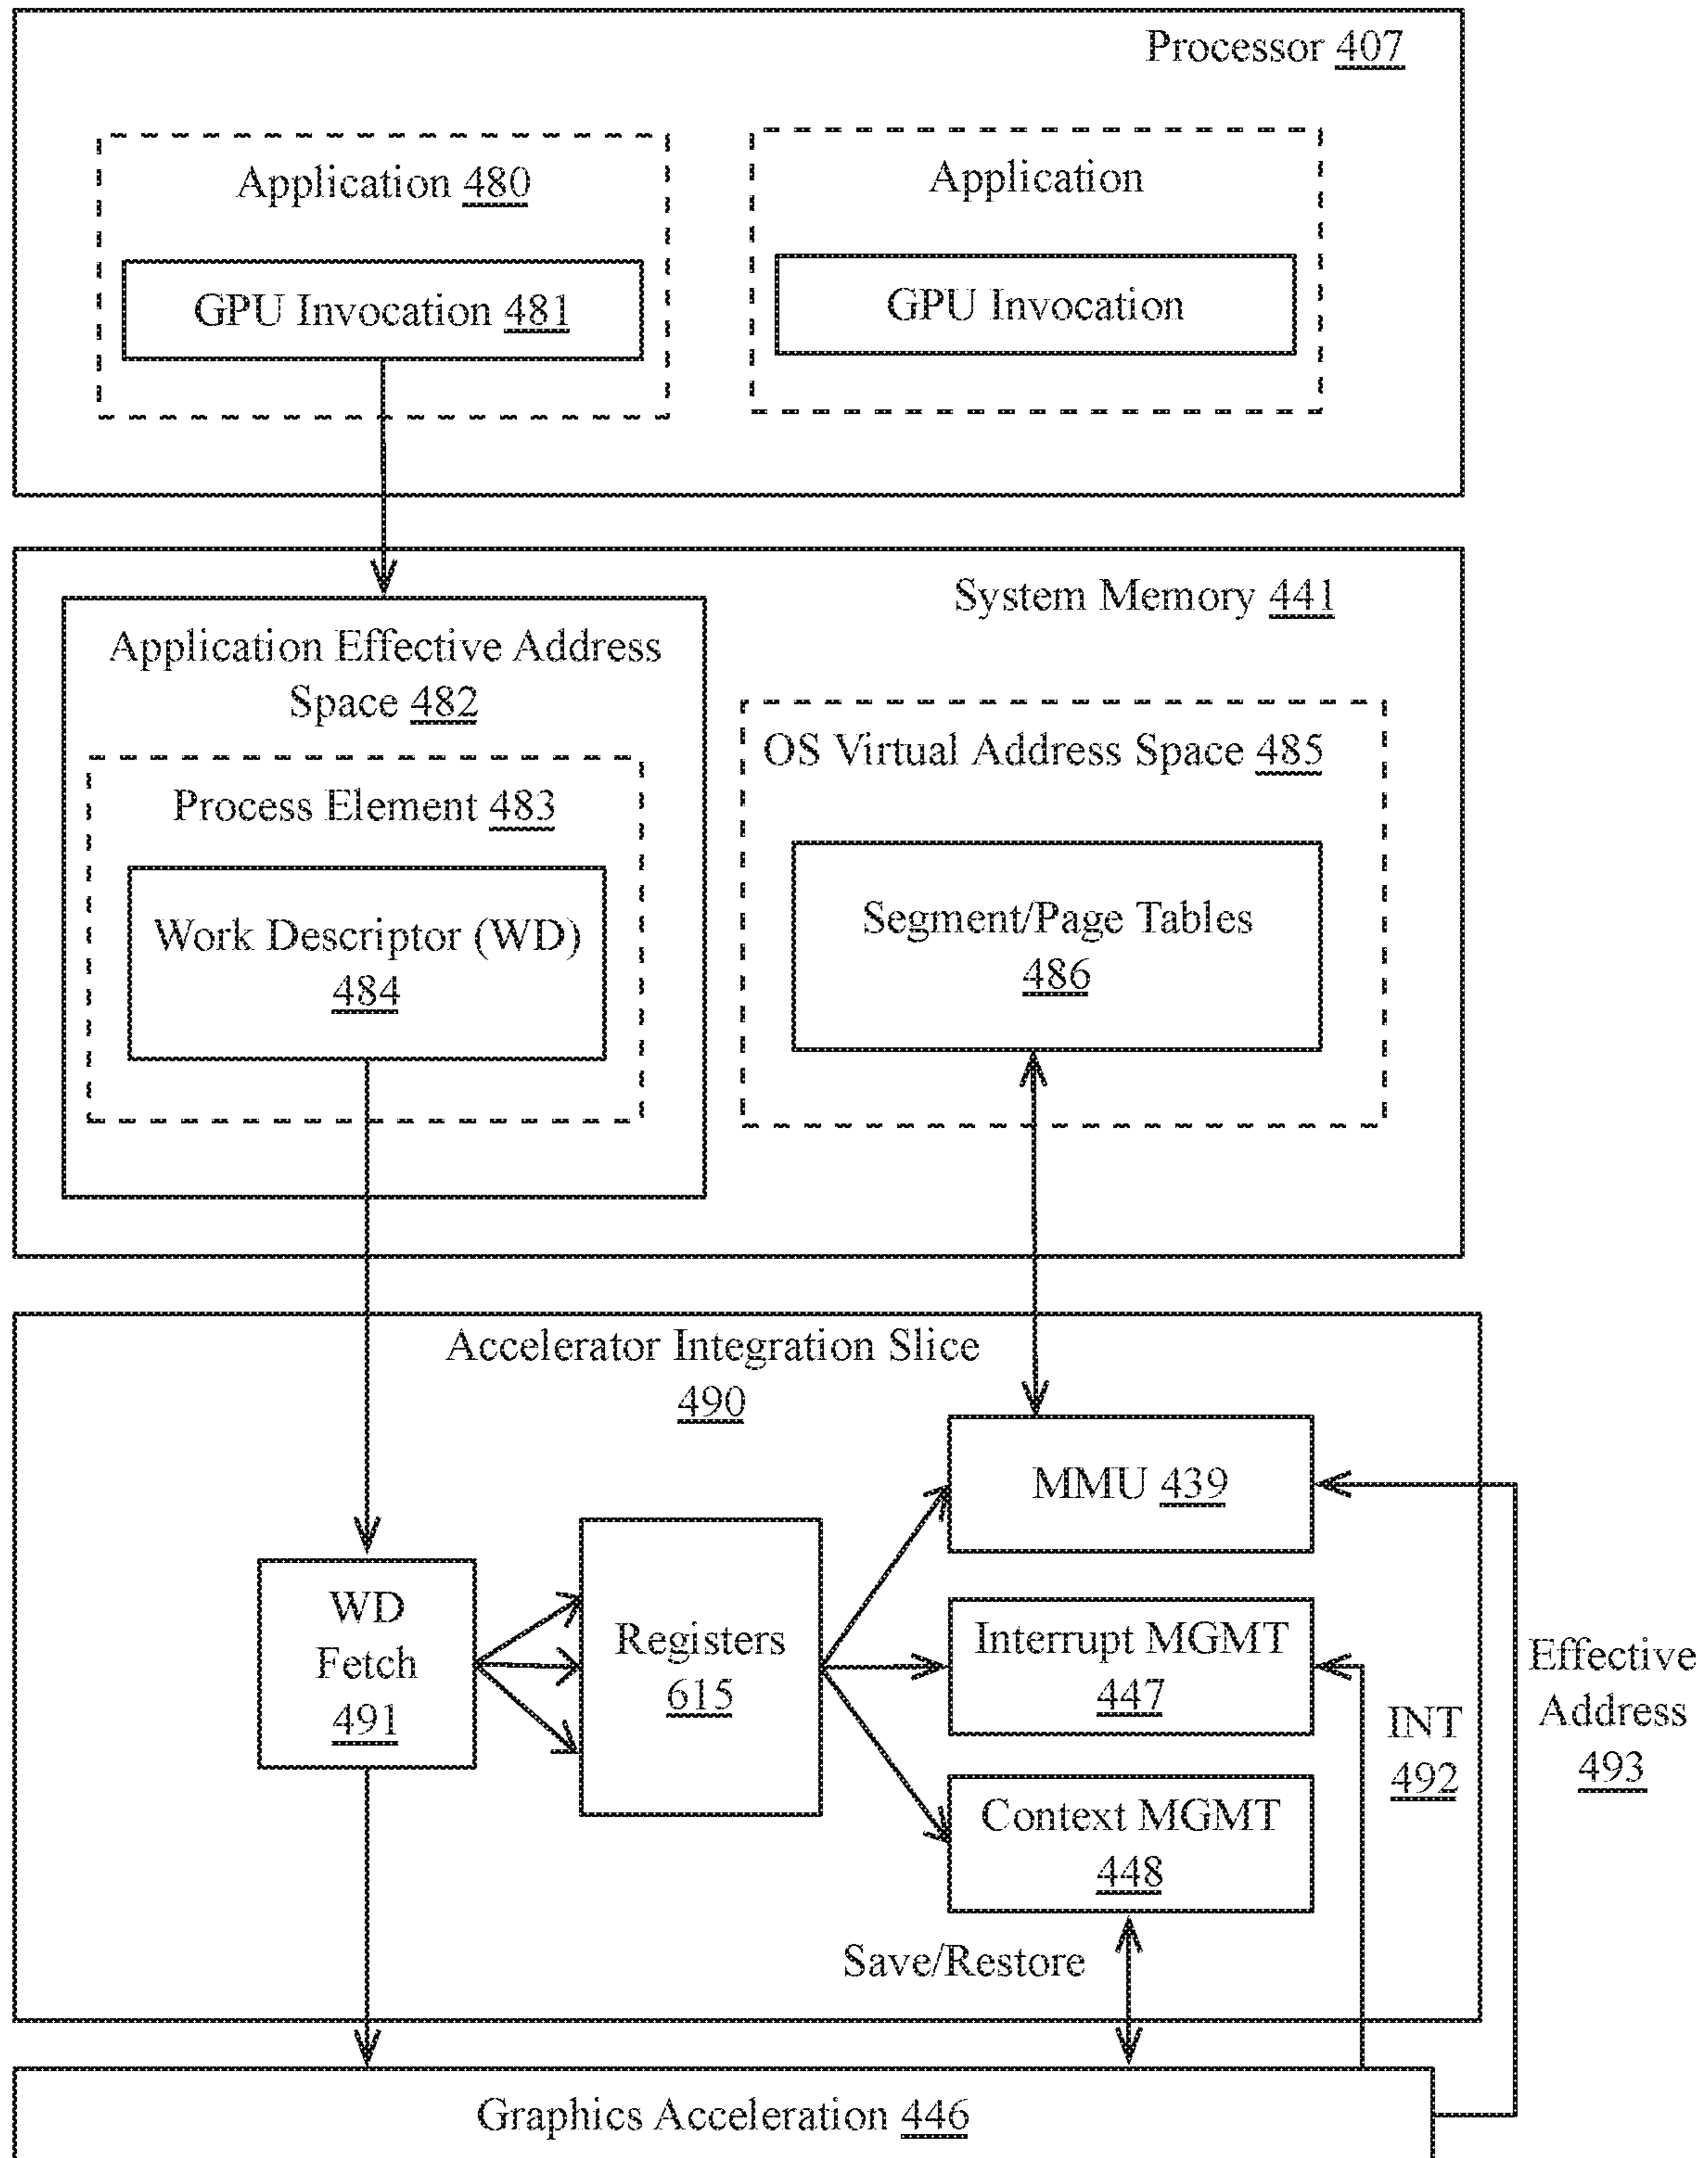 Processor 407
Application 480
Application
GPU Invocation 481
GPU Invocation
System Memory 441
Application Effective Address
Space 482
OS Virtual Address Space 485
Process Element 483
Segment/Page Tables
486
Work Descriptor (WD)
484
Accelerator Integration Slice
490
MMU 439
WD
Fetch
491
Registers
615
Interrupt MGMT
447
Effective
Address
493
INT
492
Context MGMT
448
Save/Restore
Graphics Acceleration 446